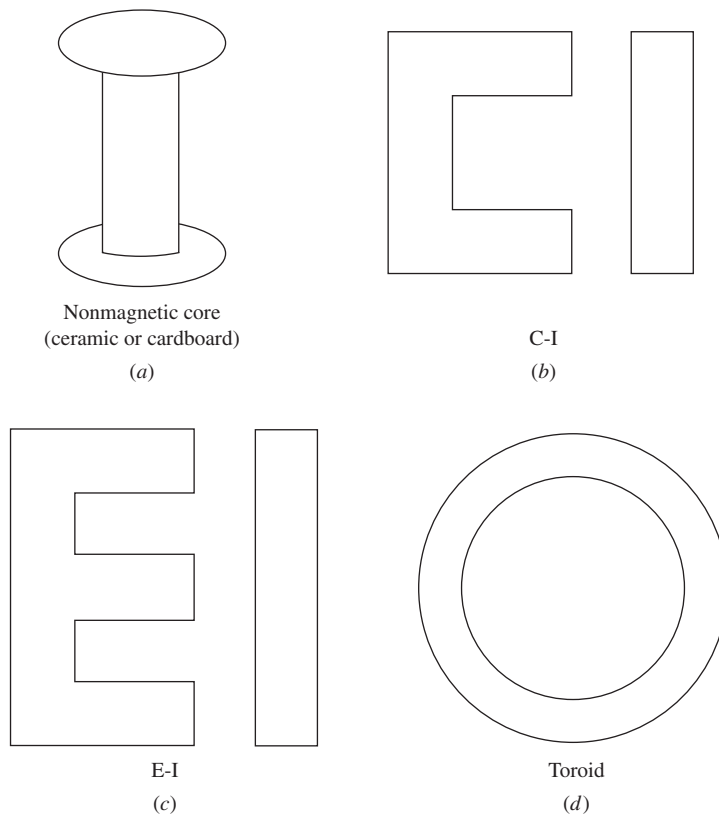 Nonmagnetic core
(ceramic or cardboard)
(a)
C-I
(b)
E-I
(c)
Toroid
(d)